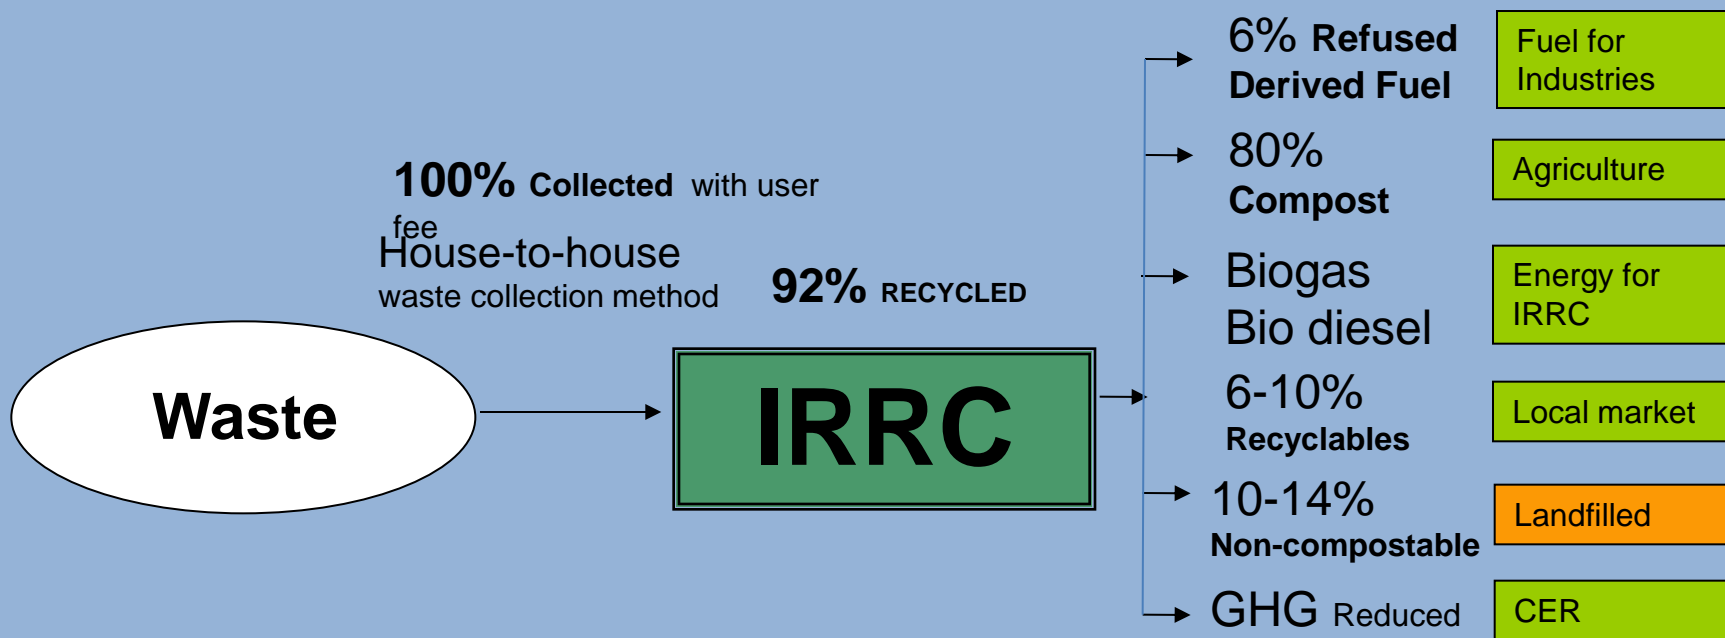 100% Collected with user
fee
House-to-house
waste collection method
92% RECYCLED
Waste
IRRC
6% Refused
Derived Fuel
Fuel for
Industries
80%
Compost
Agriculture
Biogas
Bio diesel
Energy for
IRRC
6-10%
Recyclables
Local market
10-14%
Non-compostable
Landfilled
GHG Reduced
CER